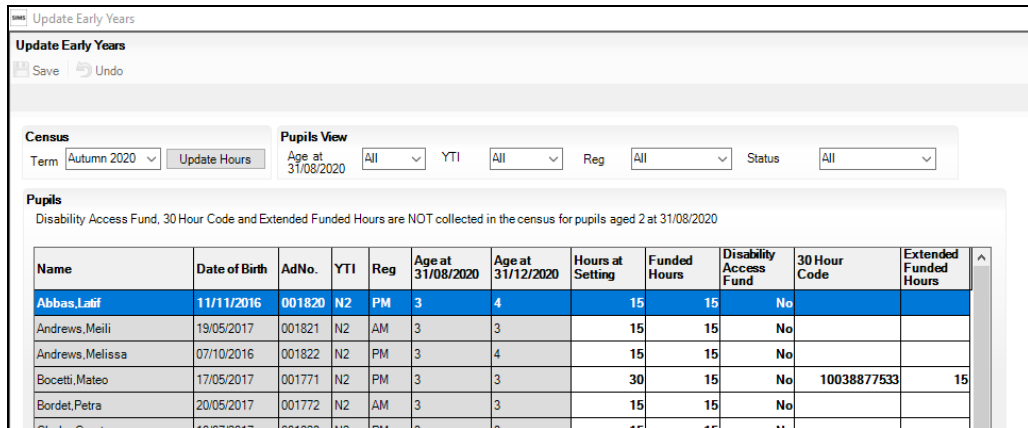 SIMS Update Early Years
Update Early Years
Save Undo
Census Pupils View
Term Autumn 2020 Update Hours Age at 31/08/2020 All YTI All Reg All Status All
Pupils
Disability Access Fund, 30 Hour Code and Extended Funded Hours are NOT collected in the census for pupils aged 2 at 31/08/2020
Name Date of Birth AdNo. YTI Reg Age at 31/08/2020 Age at 31/12/2020 Hours at Setting Funded Hours Disability Access Fund 30 Hour Code Extended Funded Hours
Abbas,Latif 11/11/2016 001820 N2 PM 3 4 15 15 No
Andrews,Meili 19/05/2017 001821 N2 AM 3 3 15 15 No
Andrews,Melissa 07/10/2016 001822 N2 PM 3 4 15 15 No
Bocetti,Mateo 17/05/2017 001771 N2 PM 3 3 30 15 No 10038877533 15
Bordet,Petra 20/05/2017 001772 N2 AM 3 3 15 15 No